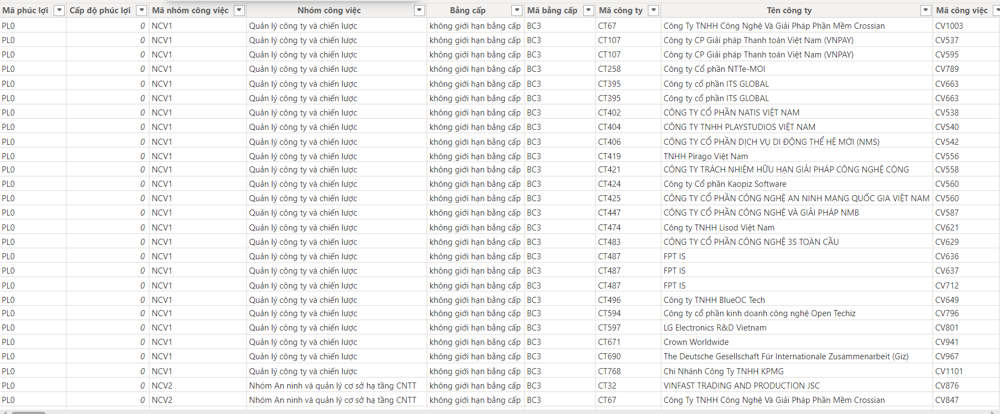 Mã phúc lợi Cấp độ phúc lợi Mã nhóm công việc Nhóm công việc Bằng cấp Mã bằng cấp Mã công ty Tên công ty Mã công việc
PL0 0 NCV1 Quản lý công ty và chiến lược không giới hạn bằng cấp BC3 CT67 Công Ty TNHH Công Nghệ Và Giải Pháp Phần Mềm Crossian CV1003
PL0 0 NCV1 Quản lý công ty và chiến lược không giới hạn bằng cấp BC3 CT107 Công ty CP Giải pháp Thanh toán Việt Nam (VNPAY) CV537
PL0 0 NCV1 Quản lý công ty và chiến lược không giới hạn bằng cấp BC3 CT107 Công ty CP Giải pháp Thanh toán Việt Nam (VNPAY) CV595
PL0 0 NCV1 Quản lý công ty và chiến lược không giới hạn bằng cấp BC3 CT258 Công ty Cổ phần NTTe-MOI CV789
PL0 0 NCV1 Quản lý công ty và chiến lược không giới hạn bằng cấp BC3 CT395 Công ty cổ phần ITS GLOBAL CV663
PL0 0 NCV1 Quản lý công ty và chiến lược không giới hạn bằng cấp BC3 CT395 Công ty cổ phần ITS GLOBAL CV663
PL0 0 NCV1 Quản lý công ty và chiến lược không giới hạn bằng cấp BC3 CT402 CÔNG TY CỔ PHẦN NATIS VIỆT NAM CV538
PL0 0 NCV1 Quản lý công ty và chiến lược không giới hạn bằng cấp BC3 CT404 CÔNG TY TNHH PLAYSTUDIOS VIỆT NAM CV540
PL0 0 NCV1 Quản lý công ty và chiến lược không giới hạn bằng cấp BC3 CT406 CÔNG TY CỔ PHẦN DỊCH VỤ DI ĐỘNG THẾ HỆ MỚI (NMS) CV542
PL0 0 NCV1 Quản lý công ty và chiến lược không giới hạn bằng cấp BC3 CT419 TNHH Pirago Việt Nam CV556
PL0 0 NCV1 Quản lý công ty và chiến lược không giới hạn bằng cấp BC3 CT421 CÔNG TY TRÁCH NHIỆM HỮU HẠN GIẢI PHÁP CÔNG NGHỆ CỘNG CV558
PL0 0 NCV1 Quản lý công ty và chiến lược không giới hạn bằng cấp BC3 CT424 Công ty Cổ phần Kaopiz Software CV560
PL0 0 NCV1 Quản lý công ty và chiến lược không giới hạn bằng cấp BC3 CT425 CÔNG TY CỔ PHẦN CÔNG NGHỆ AN NINH MẠNG QUỐC GIA VIỆT NAM CV560
PL0 0 NCV1 Quản lý công ty và chiến lược không giới hạn bằng cấp BC3 CT447 CÔNG TY CỔ PHẦN CÔNG NGHỆ VÀ GIẢI PHÁP NMB CV587
PL0 0 NCV1 Quản lý công ty và chiến lược không giới hạn bằng cấp BC3 CT474 Công ty TNHH Lisod Việt Nam CV621
PL0 0 NCV1 Quản lý công ty và chiến lược không giới hạn bằng cấp BC3 CT483 CÔNG TY CỔ PHẦN CÔNG NGHỆ 3S TOÀN CẦU CV629
PL0 0 NCV1 Quản lý công ty và chiến lược không giới hạn bằng cấp BC3 CT487 FPT IS CV636
PL0 0 NCV1 Quản lý công ty và chiến lược không giới hạn bằng cấp BC3 CT487 FPT IS CV637
PL0 0 NCV1 Quản lý công ty và chiến lược không giới hạn bằng cấp BC3 CT487 FPT IS CV712
PL0 0 NCV1 Quản lý công ty và chiến lược không giới hạn bằng cấp BC3 CT496 Công ty TNHH BlueOC Tech CV649
PL0 0 NCV1 Quản lý công ty và chiến lược không giới hạn bằng cấp BC3 CT594 Công ty cổ phần kinh doanh công nghệ Open Techiz CV796
PL0 0 NCV1 Quản lý công ty và chiến lược không giới hạn bằng cấp BC3 CT597 LG Electronics R&D Vietnam CV801
PL0 0 NCV1 Quản lý công ty và chiến lược không giới hạn bằng cấp BC3 CT671 Crown Worldwide CV941
PL0 0 NCV1 Quản lý công ty và chiến lược không giới hạn bằng cấp BC3 CT690 The Deutsche Gesellschaft Für Internationale Zusammenarbeit (Giz) CV967
PL0 0 NCV1 Quản lý công ty và chiến lược không giới hạn bằng cấp BC3 CT768 Chi Nhánh Công Ty TNHH KPMG CV1101
PL0 0 NCV2 Nhóm An ninh và quản lý cơ sở hạ tầng CNTT không giới hạn bằng cấp BC3 CT32 VINFAST TRADING AND PRODUCTION JSC CV876
PL0 0 NCV2 Nhóm An ninh và quản lý cơ sở hạ tầng CNTT không giới hạn bằng cấp BC3 CT67 Công Ty TNHH Công Nghệ Và Giải Pháp Phần Mềm Crossian CV847